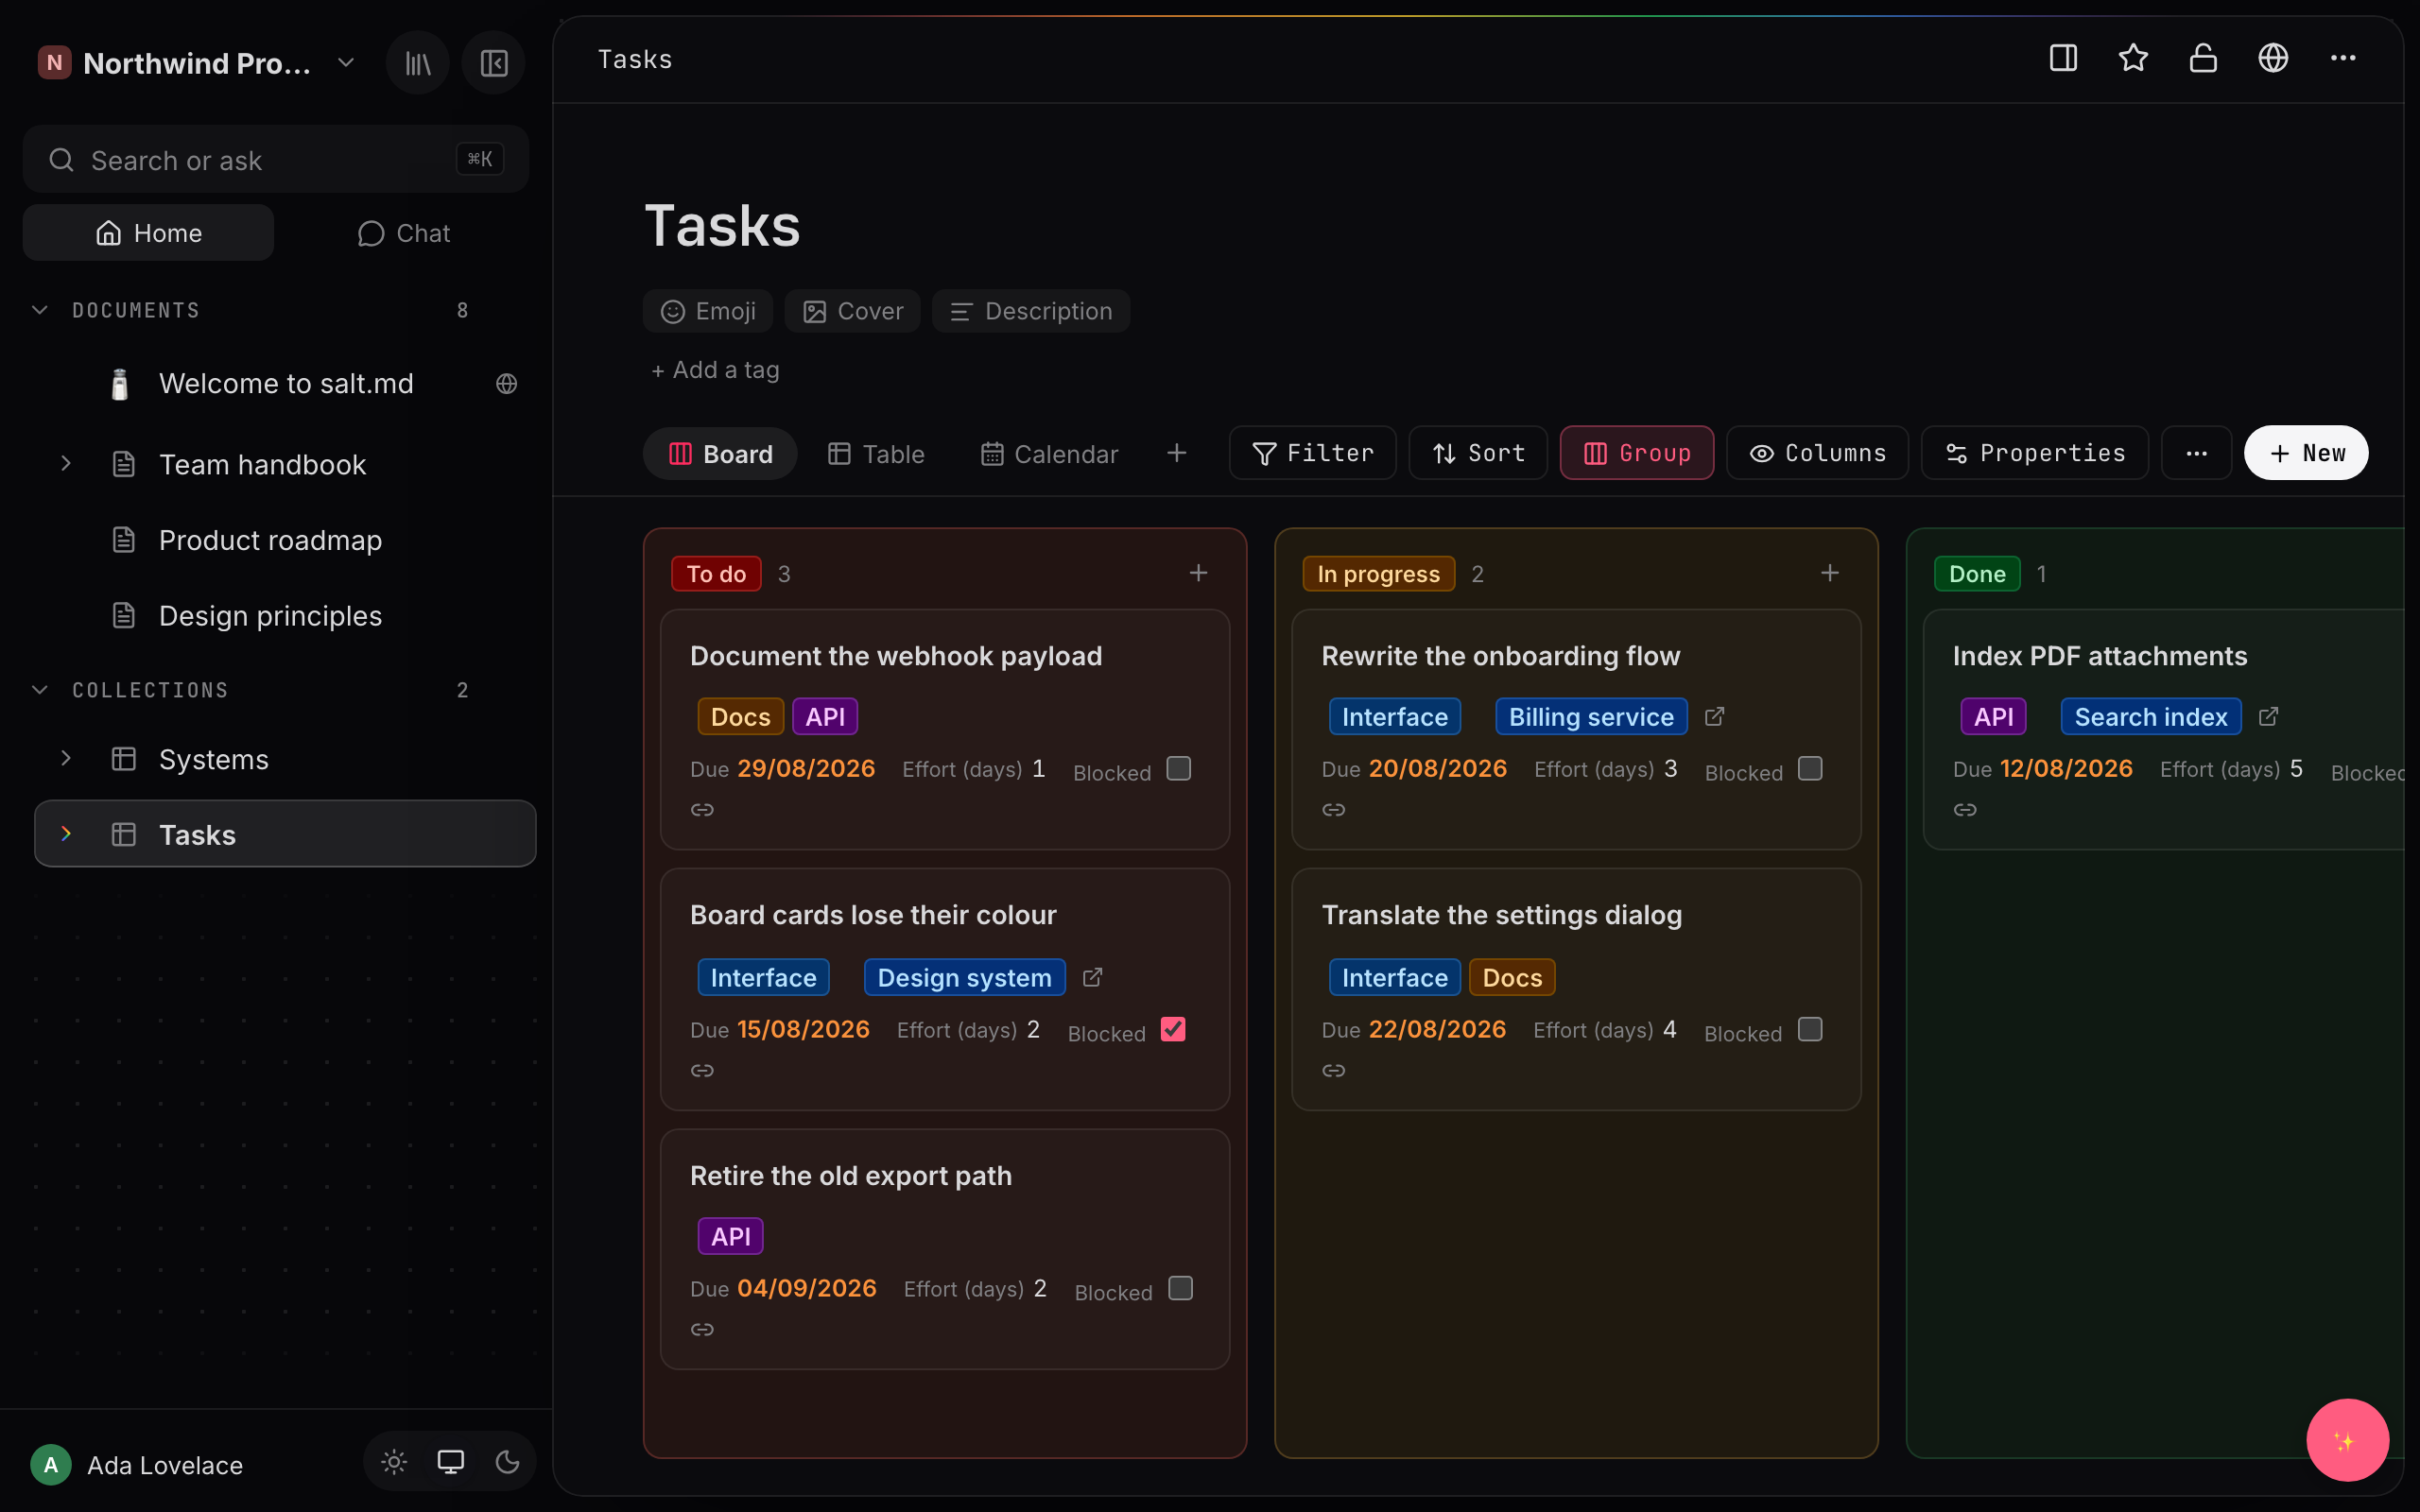 N Northwind Pro...
Search or ask ⌘K
Home Chat
DOCUMENTS 8
Welcome to salt.md
Team handbook
Product roadmap
Design principles
COLLECTIONS 2
Systems
Tasks
A Ada Lovelace
Tasks
Tasks
Emoji Cover Description
+ Add a tag
Board Table Calendar + Filter Sort Group Columns Properties ... + New
To do 3 +
Document the webhook payload
Docs API
Due 29/08/2026 Effort (days) 1 Blocked
Board cards lose their colour
Interface Design system
Due 15/08/2026 Effort (days) 2 Blocked
Retire the old export path
API
Due 04/09/2026 Effort (days) 2 Blocked
In progress 2 +
Rewrite the onboarding flow
Interface Billing service
Due 20/08/2026 Effort (days) 3 Blocked
Translate the settings dialog
Interface Docs
Due 22/08/2026 Effort (days) 4 Blocked
Done 1
Index PDF attachments
API Search index
Due 12/08/2026 Effort (days) 5 Blocked